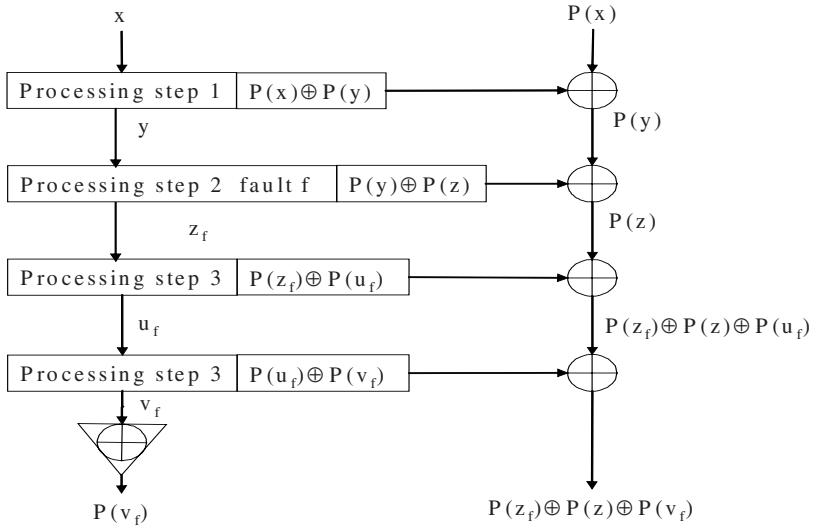 x P(x)
Processing step 1 P(x)⊕P(y)
y P(y)
Processing step 2 fault f P(y)⊕P(z)
z_f P(z)
Processing step 3 P(z_f)⊕P(u_f)
u_f P(z_f)⊕P(z)⊕P(u_f)
Processing step 3 P(u_f)⊕P(v_f)
v_f
P(v_f) P(z_f)⊕P(z)⊕P(v_f)